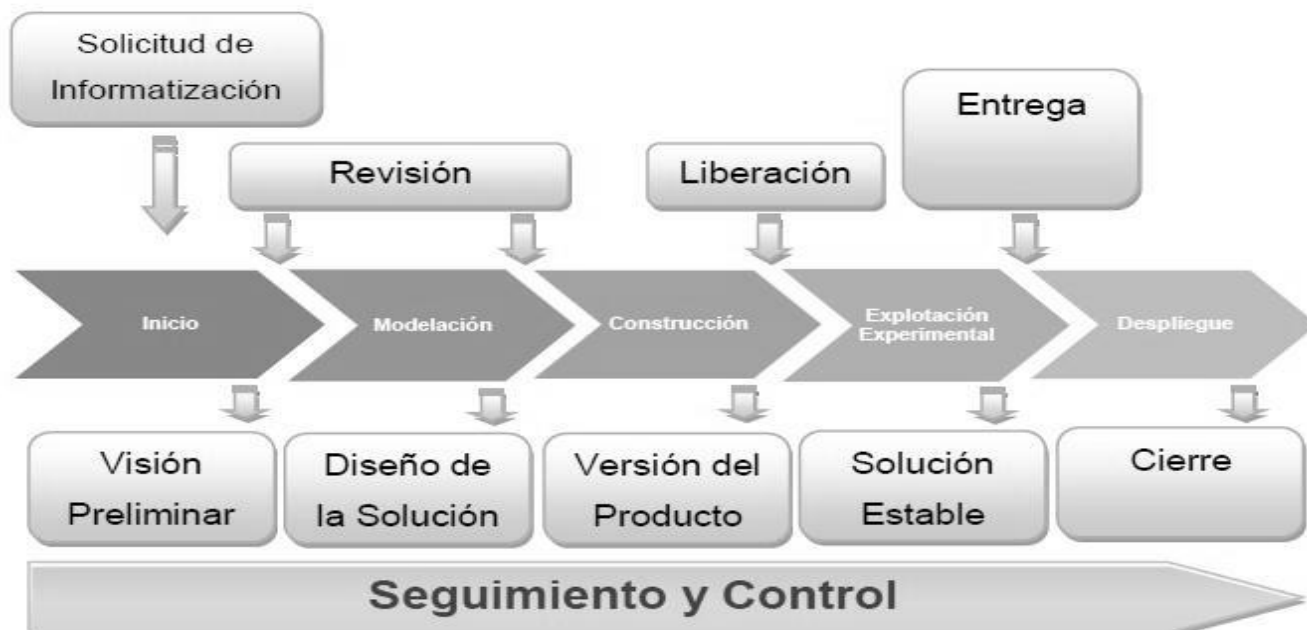 Solicitud de
Informatización
Entrega
Revisión
Liberación
Inicio
Modelación
Construcción
Explotación
Experimental
Despliegue
Visión
Preliminar
Diseño de
la Solución
Versión del
Producto
Solución
Estable
Cierre
Seguimiento y Control